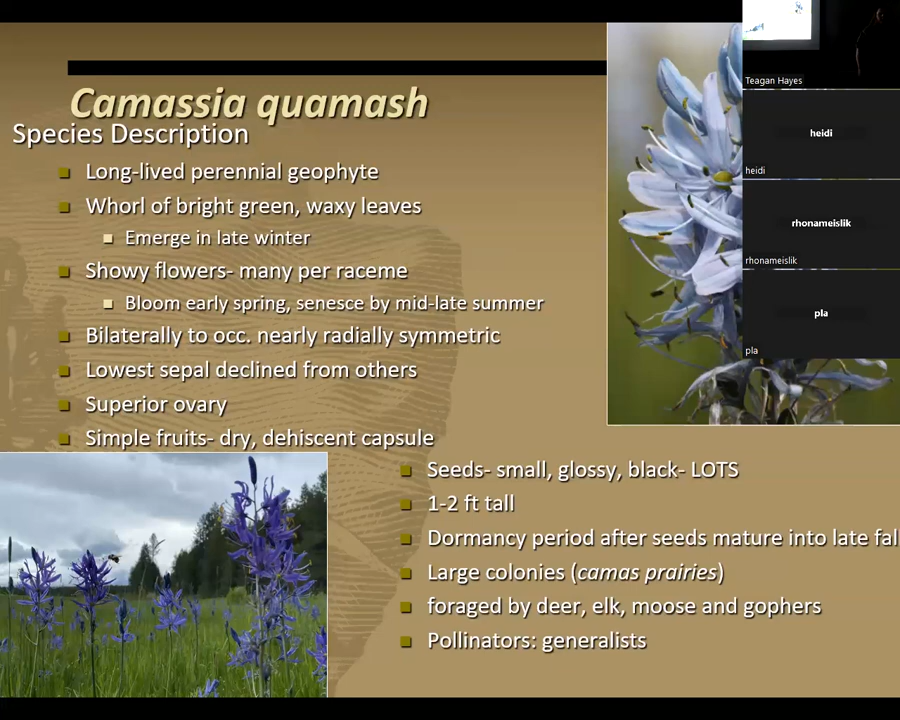 Camassia quamash
Species Description
Long-lived perennial geophyte
Whorl of bright green, waxy leaves
Emerge in late winter
Showy flowers- many per raceme
Bloom early spring, senesce by mid-late summer
Bilaterally to occ. nearly radially symmetric
Lowest sepal declined from others
Superior ovary
Simple fruits- dry, dehiscent capsule
Seeds- small, glossy, black- LOTS
1-2 ft tall
Dormancy period after seeds mature into late fal
Large colonies (camas prairies)
foraged by deer, elk, moose and gophers
Pollinators: generalists
Teagan Hayes
heidi
heidi
rhonameislik
rhonameislik
pla
pla